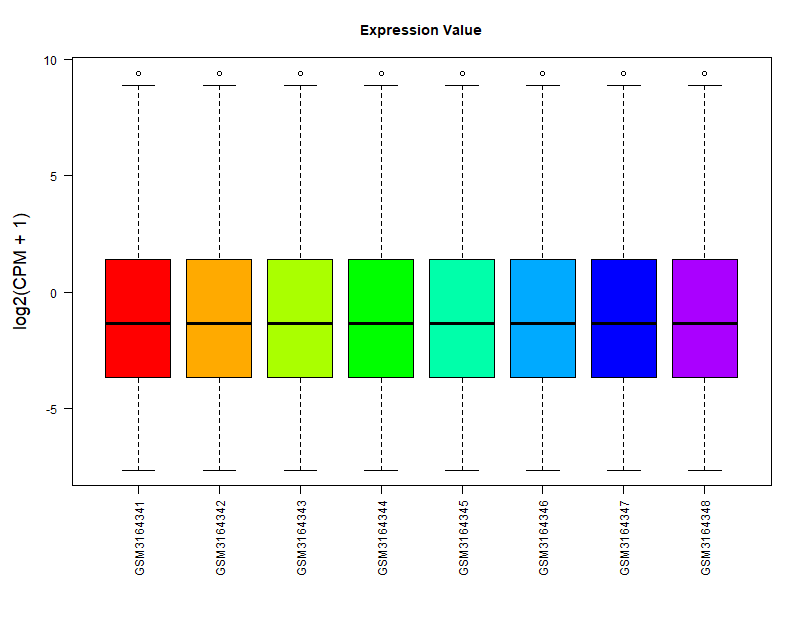 Expression Value
log2(CPM + 1)
10
5
0
-5
GSM3164341
GSM3164342
GSM3164343
GSM3164344
GSM3164345
GSM3164346
GSM3164347
GSM3164348